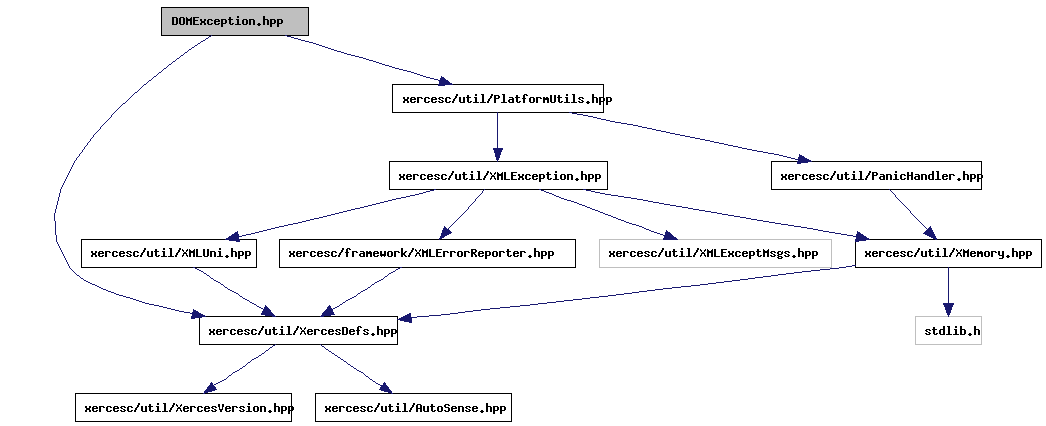 DOMException.hpp
xercesc/util/PlatformUtils.hpp
xercesc/util/XMLException.hpp
xercesc/util/PanicHandler.hpp
xercesc/util/XMLUni.hpp
xercesc/framework/XMLErrorReporter.hpp
xercesc/util/XMLExceptMsgs.hpp
xercesc/util/XMemory.hpp
xercesc/util/XercesDefs.hpp
stdlib.h
xercesc/util/XercesVersion.hpp
xercesc/util/AutoSense.hpp